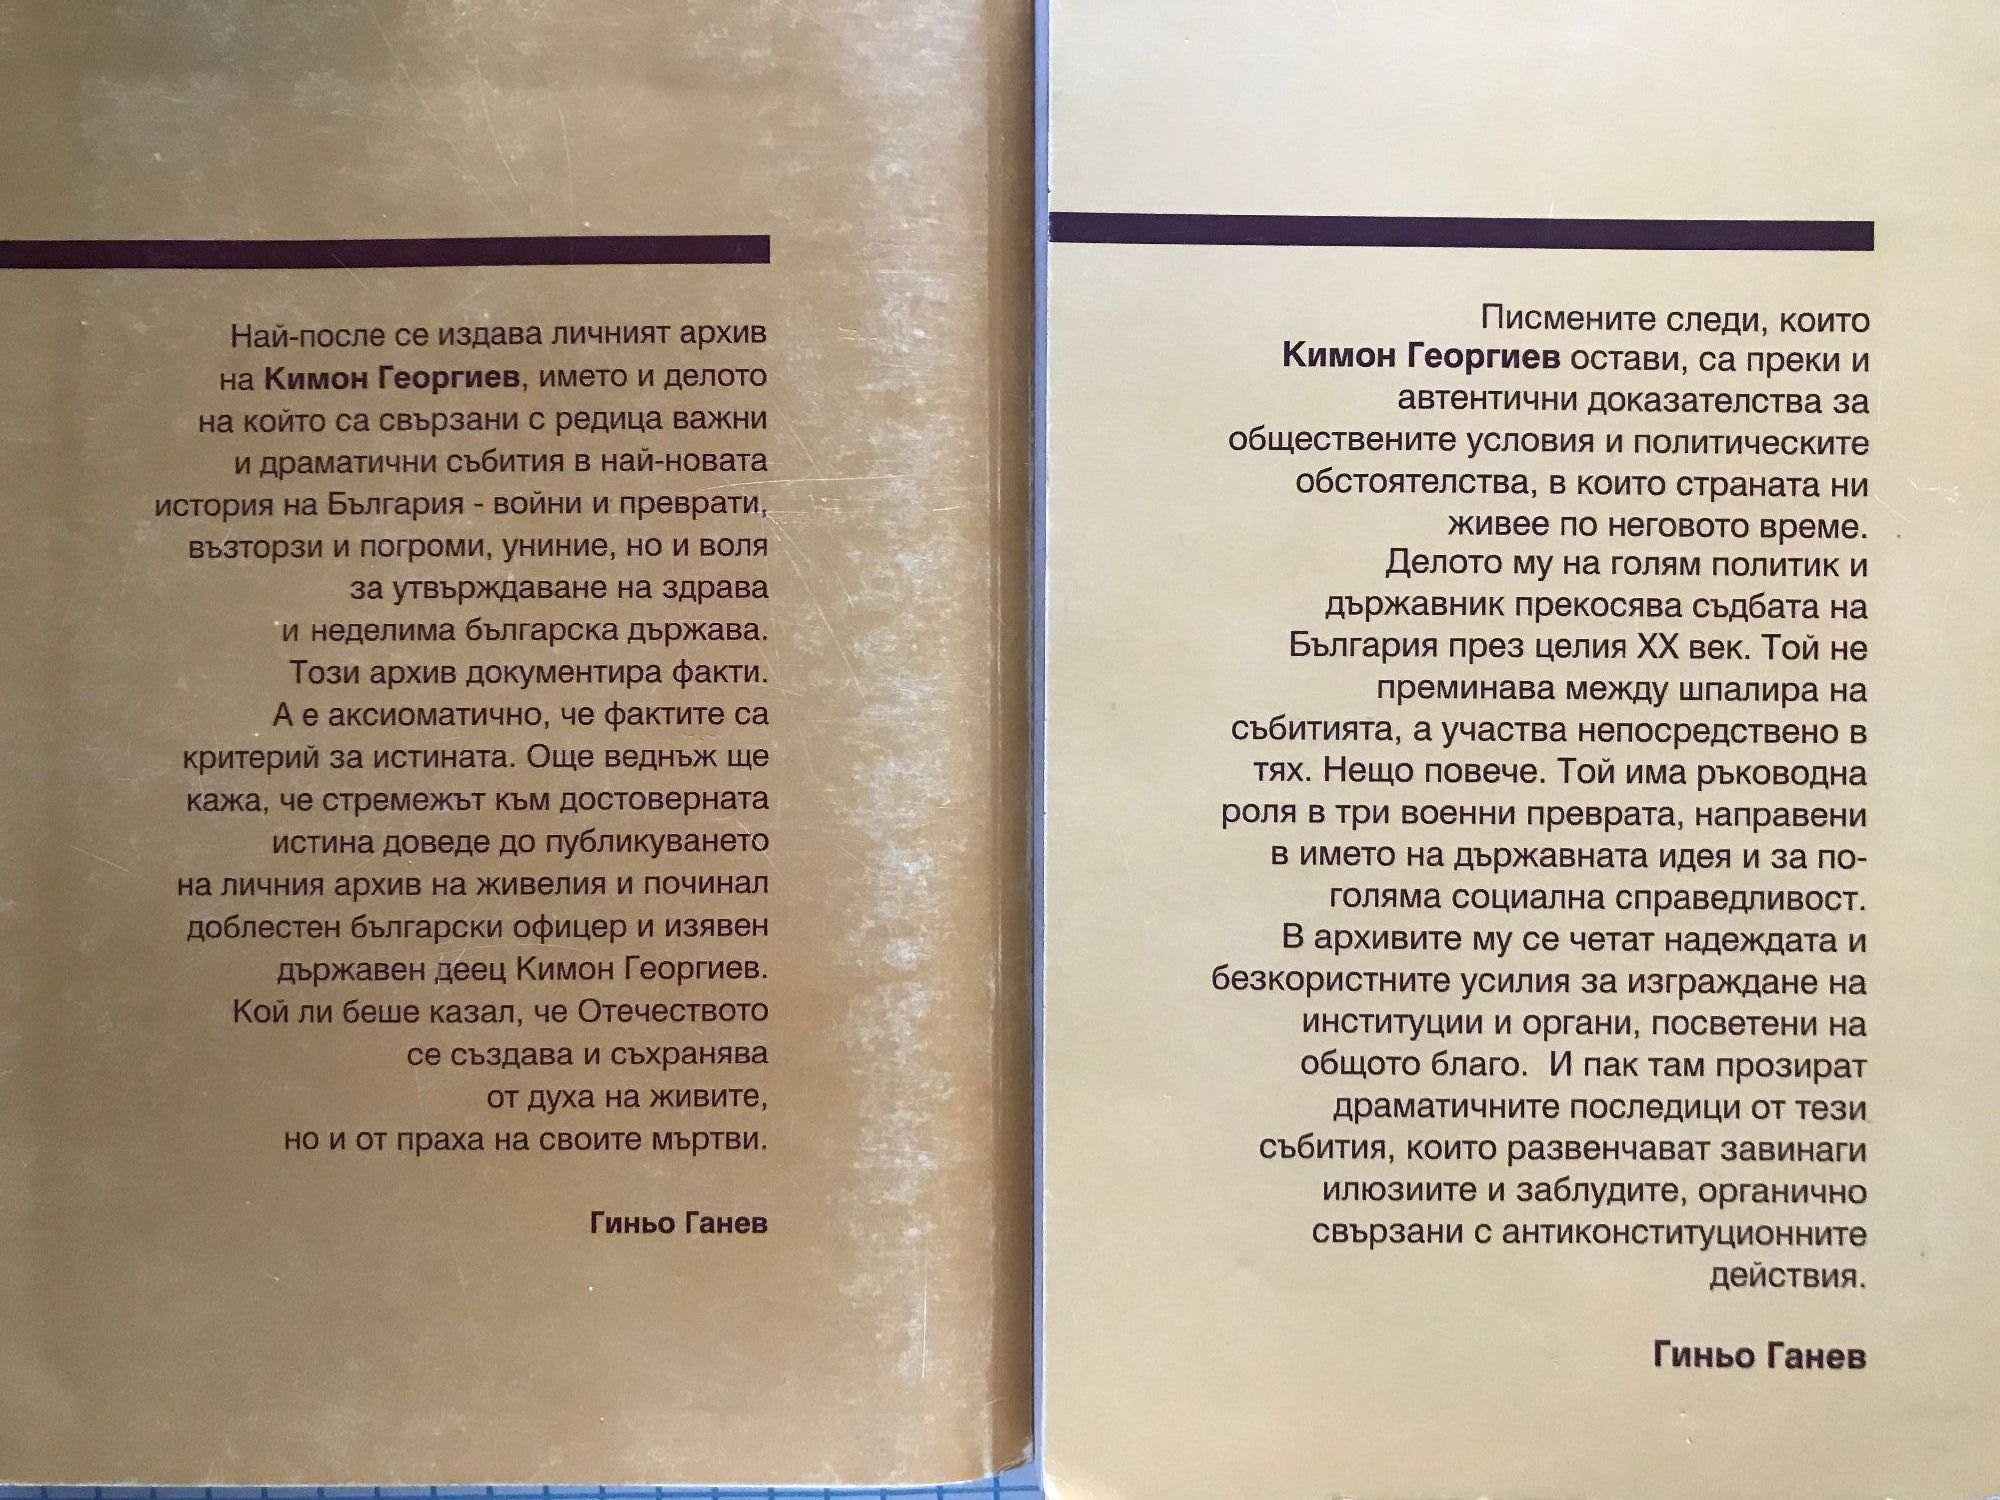 Най-после се издава личният архив
на Кимон Георгиев, името и делото
на който са свързани с редица важни
и драматични събития в най-новата
история на България - войни и преврати,
възторзи и погроми, униние, но и воля
за утвърждаване на здрава
и неделима българска държава.
Този архив документира факти.
А е аксиоматично, че фактите са
критерий за истината. Още веднъж ще
кажа, че стремежът към достоверната
истина доведе до публикуването
на личния архив на живелия и починал
доблестен български офицер и изявен
държавен деец Кимон Георгиев.
Кой ли беше казал, че Отечеството
се създава и съхранява
от духа на живите,
но и от праха на своите мъртви.
Гиньо Ганев
Писмените следи, които
Кимон Георгиев остави, са преки и
автентични доказателства за
обществените условия и политическите
обстоятелства, в които страната ни
живее по неговото време.
Делото му на голям политик и
държавник прекосява съдбата на
България през целия XX век. Той не
преминава между шпалира на
събитията, а участва непосредствено в
тях. Нещо повече. Той има ръководна
роля в три военни преврата, направени
в името на държавната идея и за по-
голяма социална справедливост.
В архивите му се четат надеждата и
безкористните усилия за изграждане на
институции и органи, посветени на
общото благо.  И пак там прозират
драматичните последици от тези
събития, които развенчават завинаги
илюзиите и заблудите, органично
свързани с антиконституционните
действия.
Гиньо Ганев